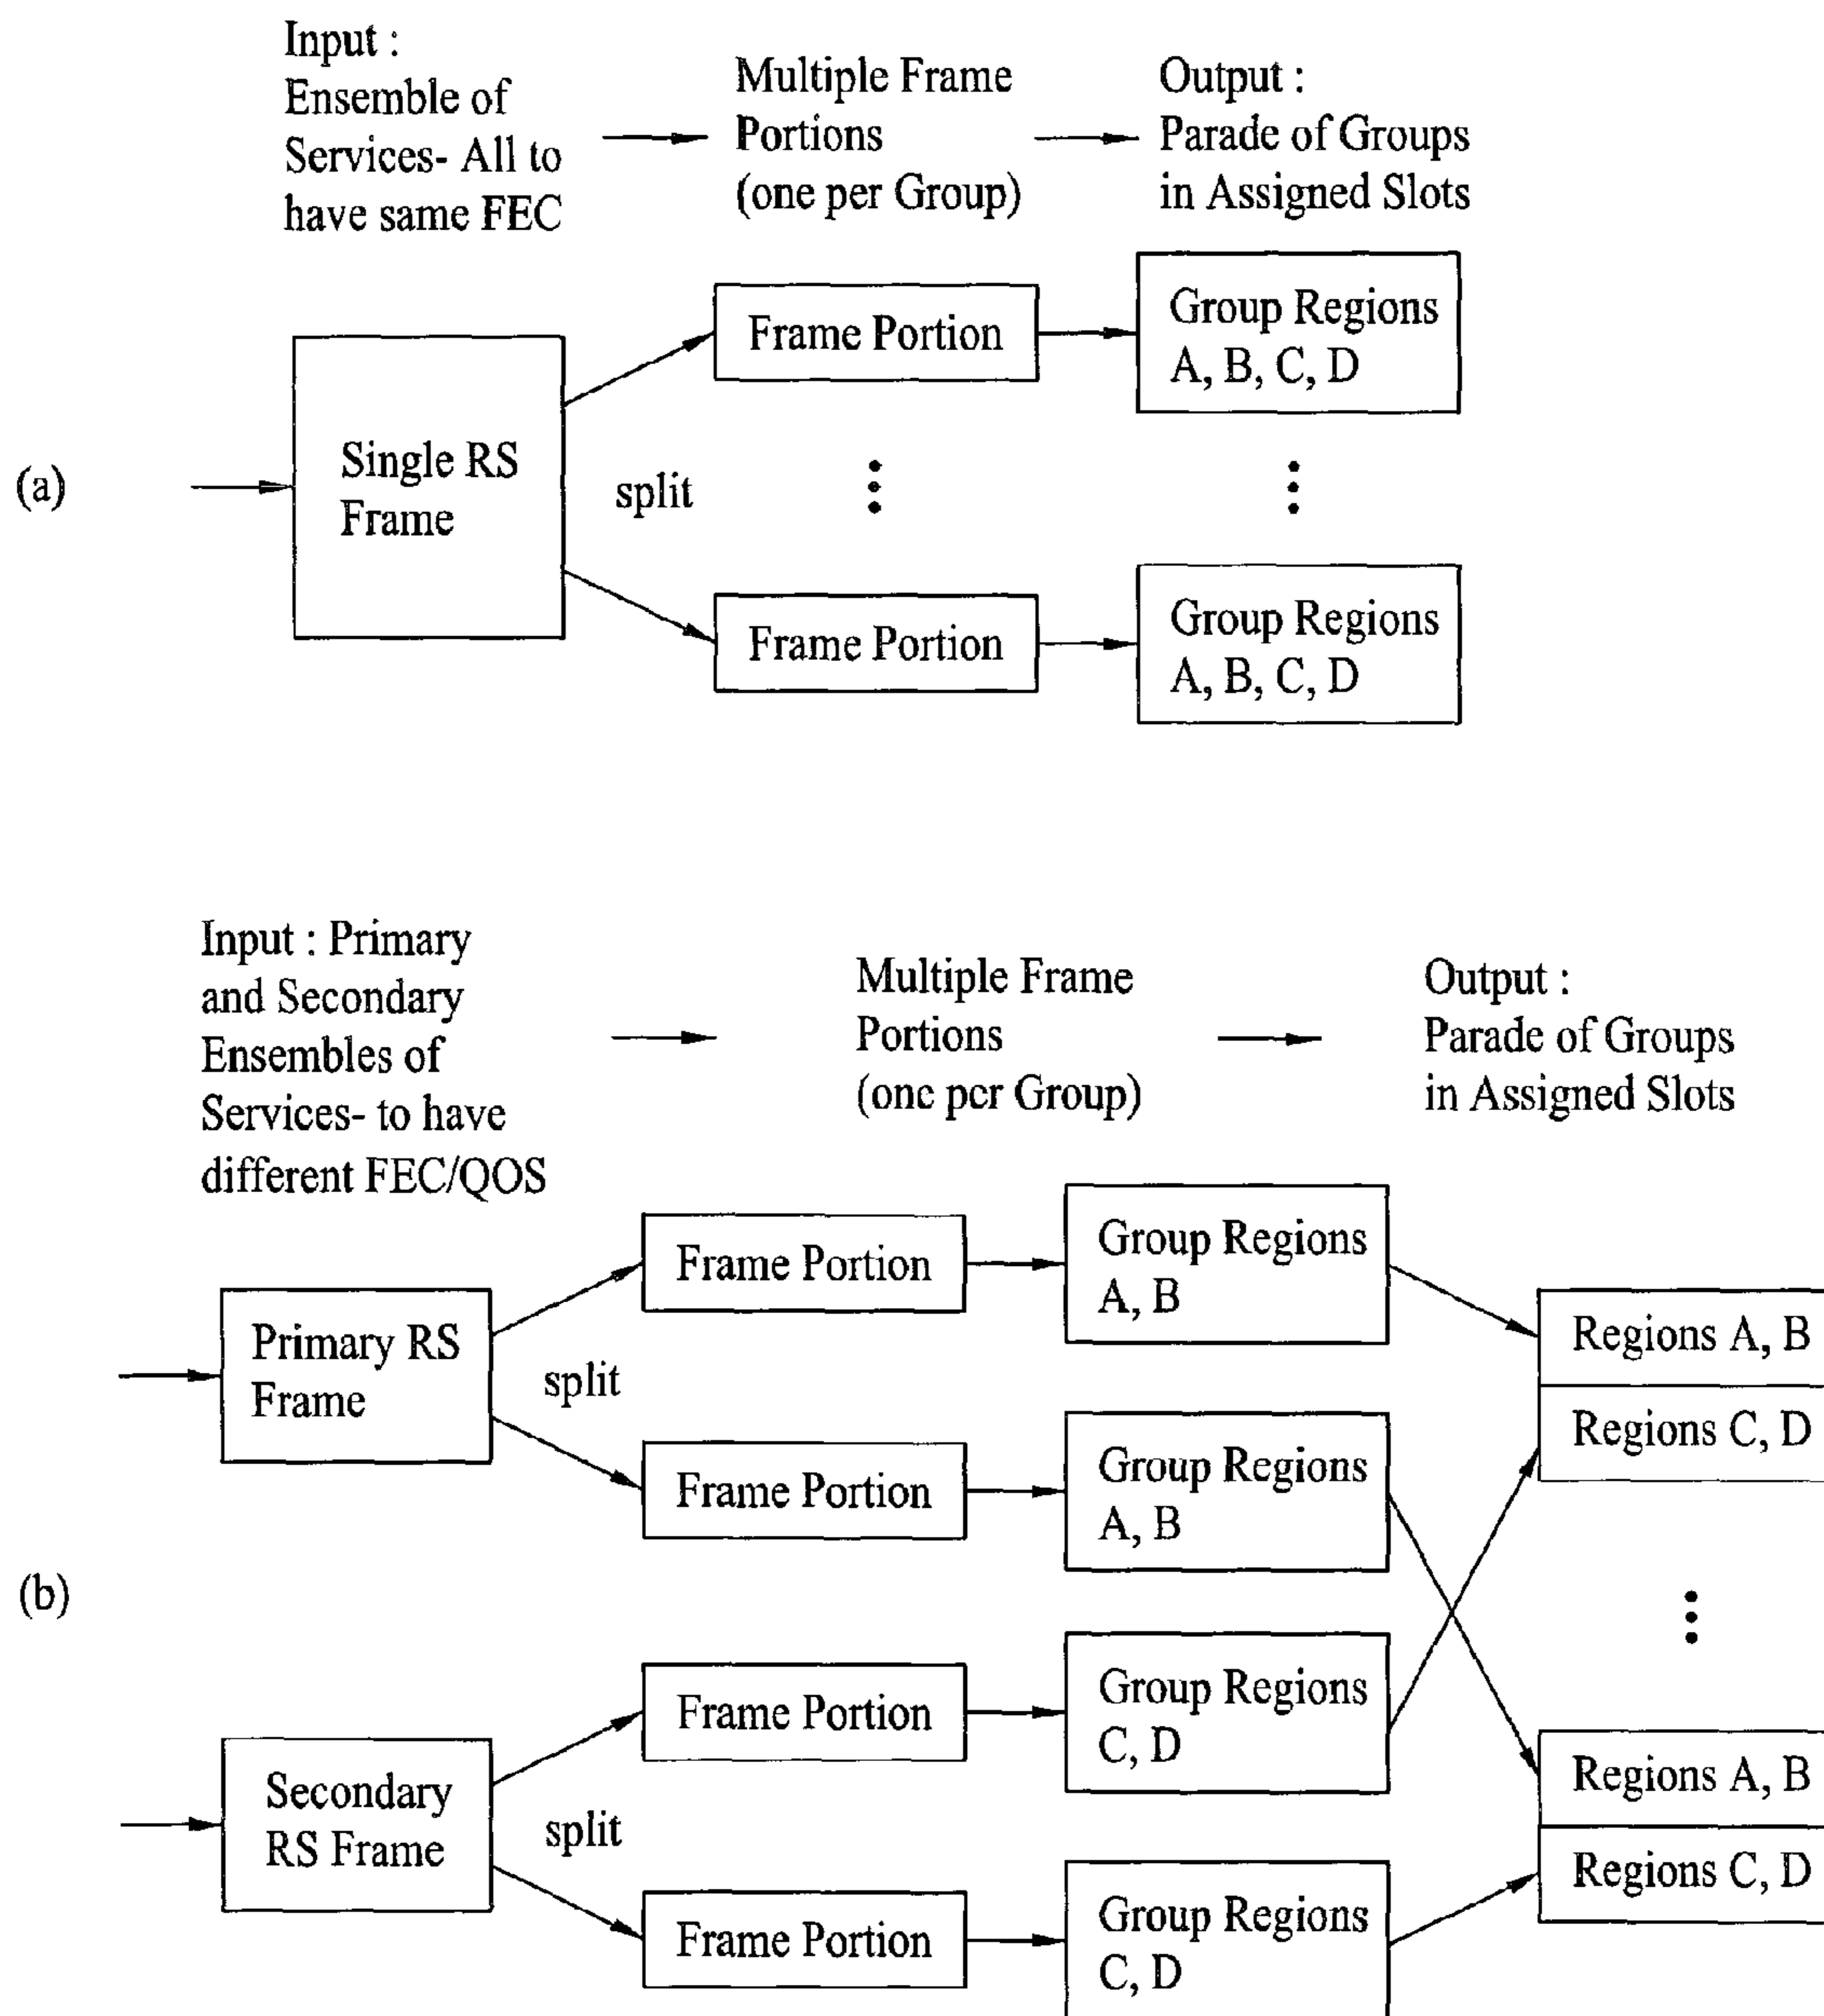 Input :
Ensemble of
Services- All to
have same FEC
Multiple Frame
Portions
(one per Group)
Output :
Parade of Groups
in Assigned Slots
(a)
Single RS
Frame
split
Frame Portion
Group Regions
A, B, C, D
Frame Portion
Group Regions
A, B, C, D
Input : Primary
and Secondary
Ensembles of
Services- to have
different FEC/QOS
Multiple Frame
Portions
(one per Group)
Output :
Parade of Groups
in Assigned Slots
(b)
Primary RS
Frame
split
Frame Portion
Group Regions
A, B
Frame Portion
Group Regions
A, B
Secondary
RS Frame
split
Frame Portion
Group Regions
C, D
Frame Portion
Group Regions
C, D
Regions A, B
Regions C, D
Regions A, B
Regions C, D